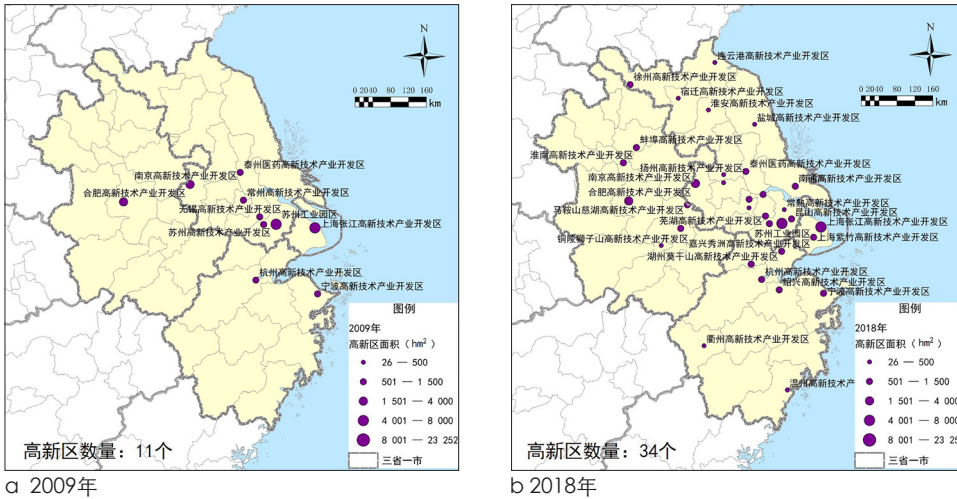 N
0 20 40 80 120 160
km
泰州医药高新技术产业开发区
南京高新技术产业开发区
合肥高新技术产业开发区
常州高新技术产业开发区
无锡高新技术产业开发区
苏州工业园区
上海张江高新技术产业开发区
苏州高新技术产业开发区
杭州高新技术产业开发区
宁波高新技术产业开发区
图例
2009年
高新区面积（hm²）
26 — 500
501 — 1 500
1 501 — 4 000
4 001 — 8 000
8 001 — 23 252
三省一市
高新区数量：11个
a 2009年
N
0 20 40 80 120 160
km
连云港高新技术产业开发区
徐州高新技术产业开发区
宿迁高新技术产业开发区
淮安高新技术产业开发区
盐城高新技术产业开发区
蚌埠高新技术产业开发区
淮南高新技术产业开发区
泰州医药高新技术产业开发区
扬州高新技术产业开发区
南京高新技术产业开发区
南通高新技术产业开发区
合肥高新技术产业开发区
常熟高新技术产业开发区
马鞍山慈湖高新技术产业开发区
昆山高新技术产业开发区
芜湖高新技术产业开发区
上海张江高新技术产业开发区
苏州工业园区
铜陵狮子山高新技术产业开发区
上海紫竹高新技术产业开发区
嘉兴秀洲高新技术产业开发区
湖州莫干山高新技术产业开发区
杭州高新技术产业开发区
绍兴高新技术产业开发区
宁波高新技术产业开发区
衢州高新技术产业开发区
温州高新技术产
图例
2018年
高新区面积（hm²）
26 — 500
501 — 1 500
1 501 — 4 000
4 001 — 8 000
8 001 — 23 25
三省一市
高新区数量：34个
b 2018年